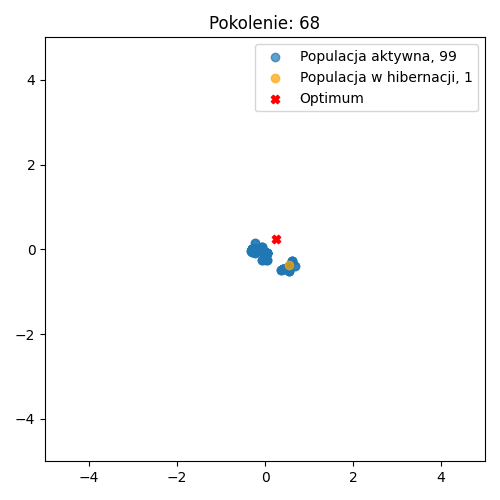 Pokolenie: 68
Populacja aktywna, 99
Populacja w hibernacji, 1
Optimum
4
2
0
−2
−4
−4
−2
0
2
4